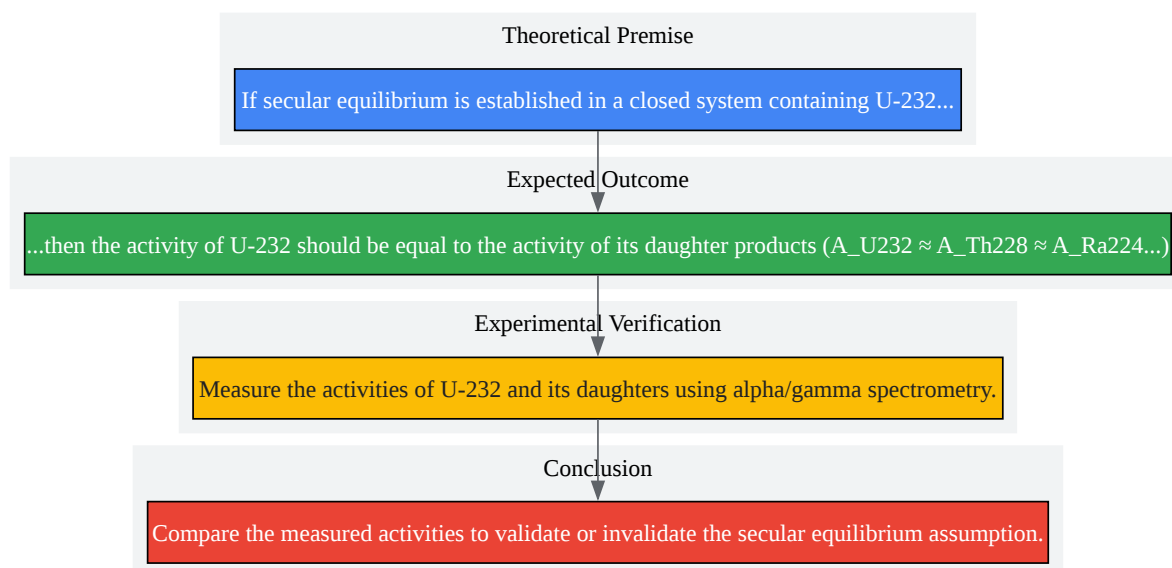 Theoretical Premise
If secular equilibrium is established in a closed system containing U-232...
Expected Outcome
...then the activity of U-232 should be equal to the activity of its daughter products (A_U232 ≈ A_Th228 ≈ A_Ra224...)
Experimental Verification
Measure the activities of U-232 and its daughters using alpha/gamma spectrometry.
Conclusion
Compare the measured activities to validate or invalidate the secular equilibrium assumption.